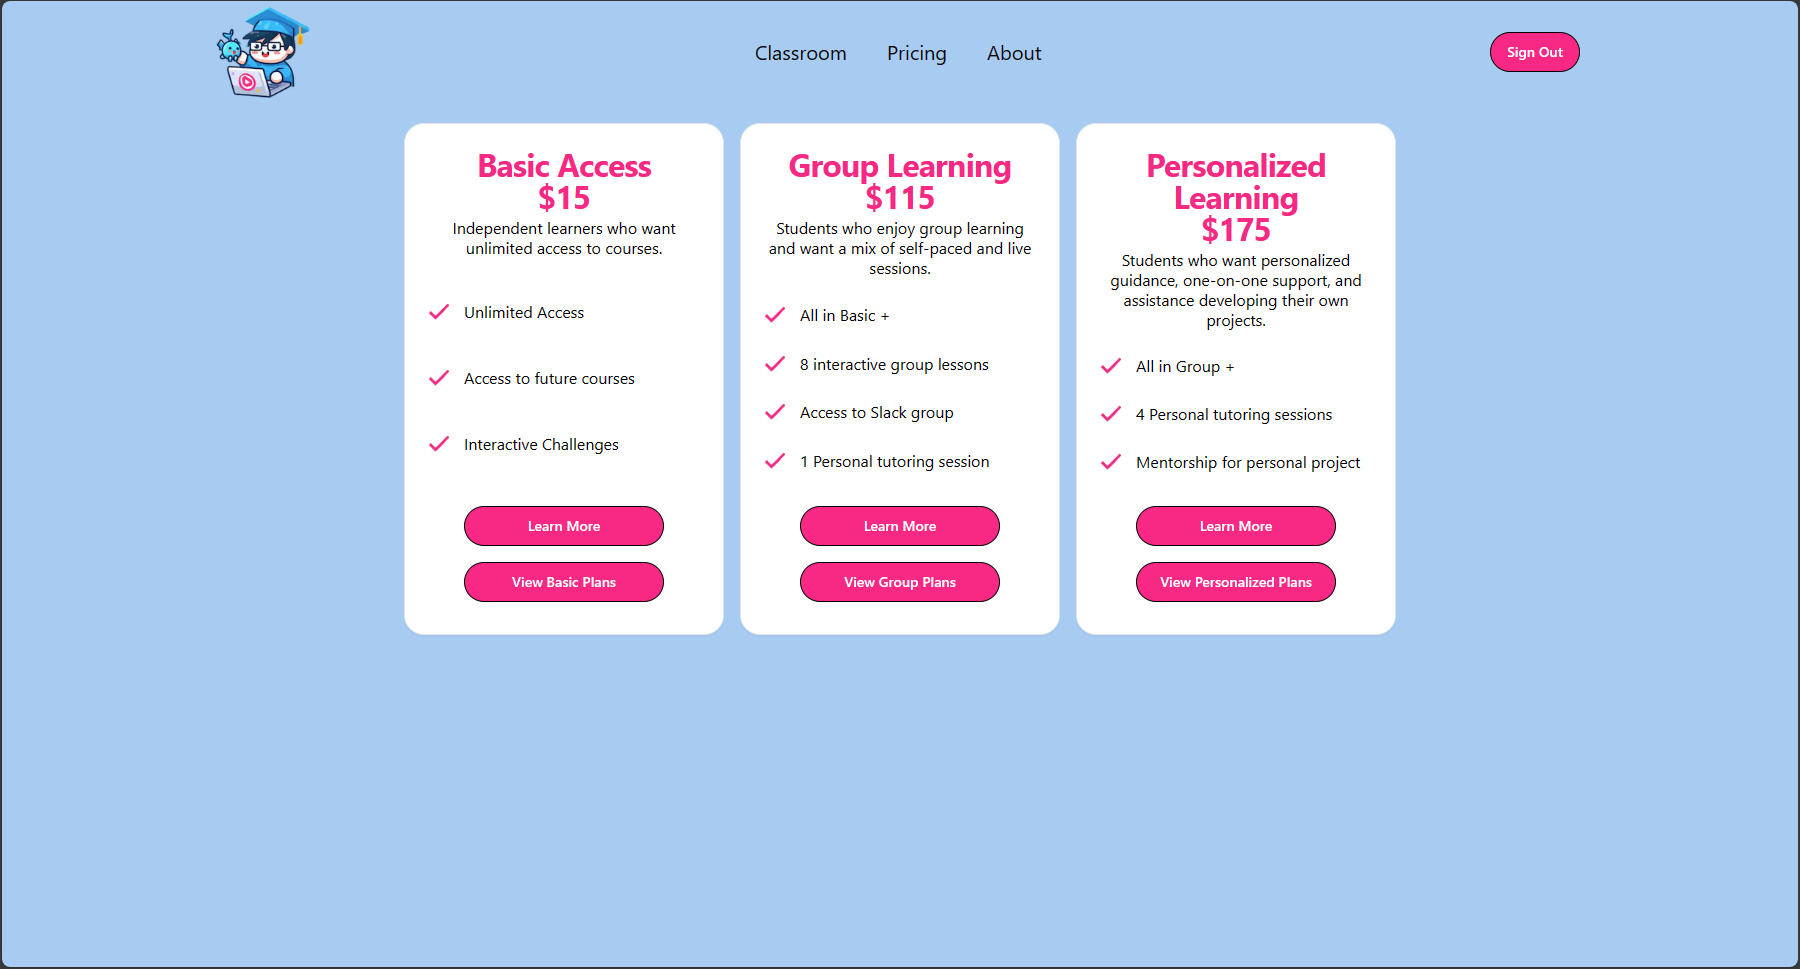 Classroom
Pricing
About
Sign Out
Basic Access
$15
Independent learners who want
unlimited access to courses.
Unlimited Access
Access to future courses
Interactive Challenges
Learn More
View Basic Plans
Group Learning
$115
Students who enjoy group learning
and want a mix of self-paced and live
sessions.
All in Basic +
8 interactive group lessons
Access to Slack group
1 Personal tutoring session
Learn More
View Group Plans
Personalized
Learning
$175
Students who want personalized
guidance, one-on-one support, and
assistance developing their own
projects.
All in Group +
4 Personal tutoring sessions
Mentorship for personal project
Learn More
View Personalized Plans